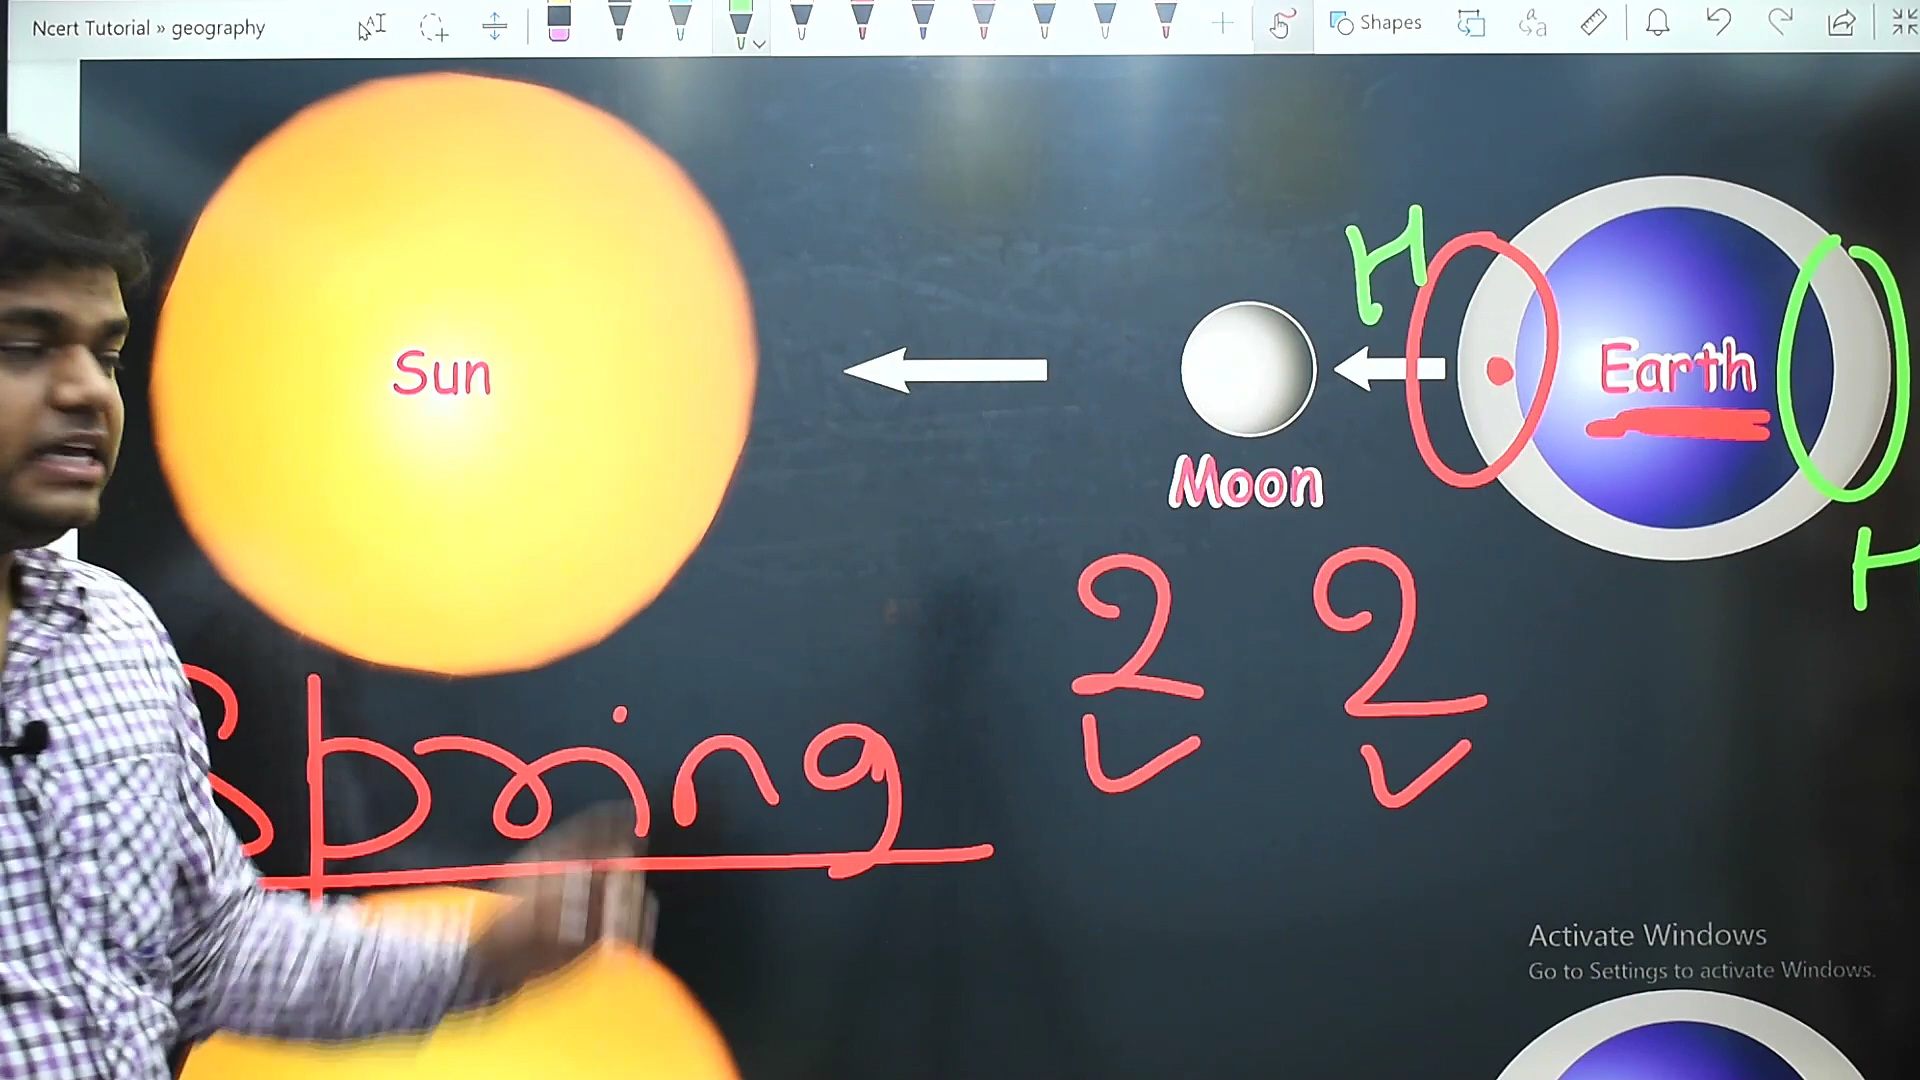 Ncert Tutorial » geography
Shapes
H
Sun
Earth
Moon
H
2 2
Spring
Activate Windows
Go to Settings to activate Windows.